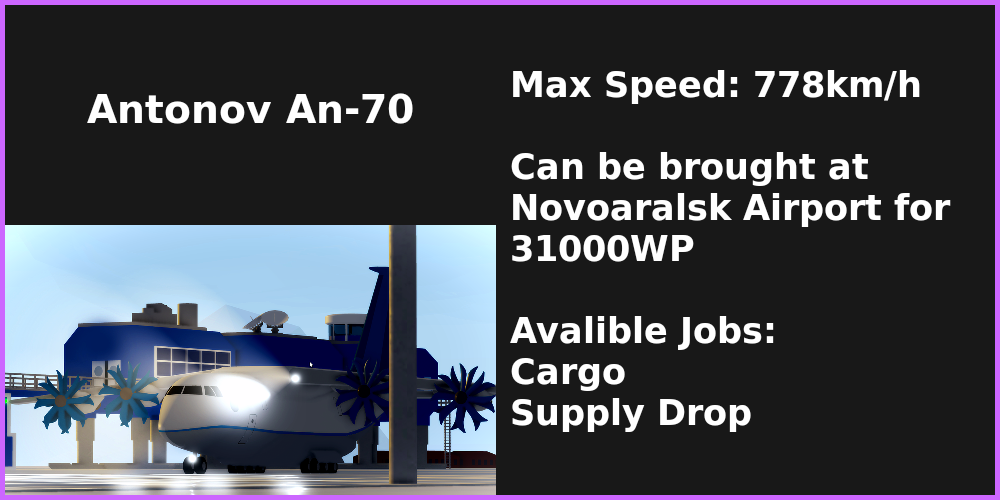 Antonov An-70
Max Speed: 778km/h
Can be brought at
Novoaralsk Airport for
31000WP
Avalible Jobs:
Cargo
Supply Drop